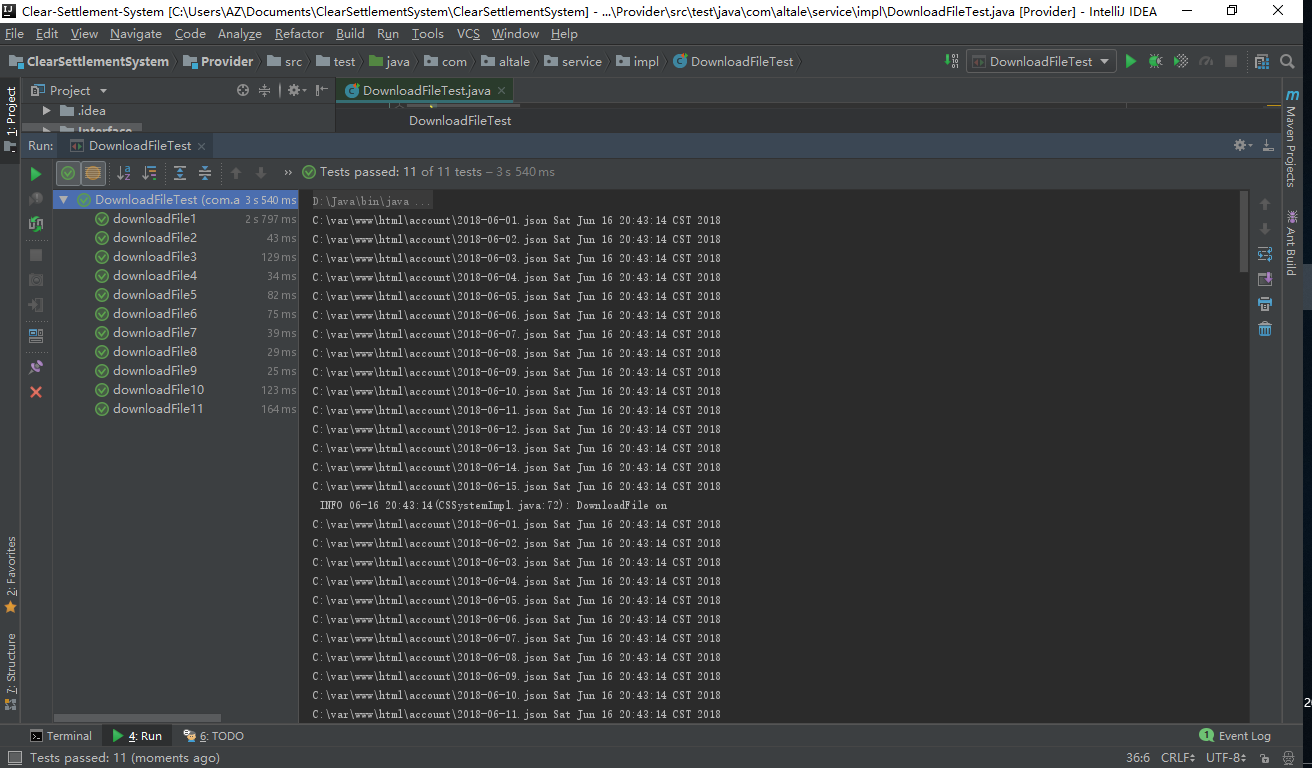 Clear-Settlement-System [C:\Users\AZ\Documents\ClearSettlementSystem\ClearSettlementSystem] - ...\Provider\src\test\java\com\altale\service\impl\DownloadFileTest.java [Provider] - IntelliJ IDEA
File Edit View Navigate Code Analyze Refactor Build Run Tools VCS Window Help
ClearSettlementSystem Provider src test java com altale service impl DownloadFileTest DownloadFileTest
1: Project
Project DownloadFileTest.java
.idea
Interface
DownloadFileTest
Run: DownloadFileTest
Tests passed: 11 of 11 tests – 3 s 540 ms
DownloadFileTest (com.a 3 s 540 ms
downloadFile1 2 s 797 ms
downloadFile2 43 ms
downloadFile3 129 ms
downloadFile4 34 ms
downloadFile5 82 ms
downloadFile6 75 ms
downloadFile7 39 ms
downloadFile8 29 ms
downloadFile9 25 ms
downloadFile10 123 ms
downloadFile11 164 ms
D:\Java\bin\java ...
C:\var\www\html\account\2018-06-01.json Sat Jun 16 20:43:14 CST 2018
C:\var\www\html\account\2018-06-02.json Sat Jun 16 20:43:14 CST 2018
C:\var\www\html\account\2018-06-03.json Sat Jun 16 20:43:14 CST 2018
C:\var\www\html\account\2018-06-04.json Sat Jun 16 20:43:14 CST 2018
C:\var\www\html\account\2018-06-05.json Sat Jun 16 20:43:14 CST 2018
C:\var\www\html\account\2018-06-06.json Sat Jun 16 20:43:14 CST 2018
C:\var\www\html\account\2018-06-07.json Sat Jun 16 20:43:14 CST 2018
C:\var\www\html\account\2018-06-08.json Sat Jun 16 20:43:14 CST 2018
C:\var\www\html\account\2018-06-09.json Sat Jun 16 20:43:14 CST 2018
C:\var\www\html\account\2018-06-10.json Sat Jun 16 20:43:14 CST 2018
C:\var\www\html\account\2018-06-11.json Sat Jun 16 20:43:14 CST 2018
C:\var\www\html\account\2018-06-12.json Sat Jun 16 20:43:14 CST 2018
C:\var\www\html\account\2018-06-13.json Sat Jun 16 20:43:14 CST 2018
C:\var\www\html\account\2018-06-14.json Sat Jun 16 20:43:14 CST 2018
C:\var\www\html\account\2018-06-15.json Sat Jun 16 20:43:14 CST 2018
INFO 06-16 20:43:14(CSSystemImpl.java:72): DownloadFile on
C:\var\www\html\account\2018-06-01.json Sat Jun 16 20:43:14 CST 2018
C:\var\www\html\account\2018-06-02.json Sat Jun 16 20:43:14 CST 2018
C:\var\www\html\account\2018-06-03.json Sat Jun 16 20:43:14 CST 2018
C:\var\www\html\account\2018-06-04.json Sat Jun 16 20:43:14 CST 2018
C:\var\www\html\account\2018-06-05.json Sat Jun 16 20:43:14 CST 2018
C:\var\www\html\account\2018-06-06.json Sat Jun 16 20:43:14 CST 2018
C:\var\www\html\account\2018-06-07.json Sat Jun 16 20:43:14 CST 2018
C:\var\www\html\account\2018-06-08.json Sat Jun 16 20:43:14 CST 2018
C:\var\www\html\account\2018-06-09.json Sat Jun 16 20:43:14 CST 2018
C:\var\www\html\account\2018-06-10.json Sat Jun 16 20:43:14 CST 2018
C:\var\www\html\account\2018-06-11.json Sat Jun 16 20:43:14 CST 2018
Maven Projects
Ant Build
2: Favorites
7: Structure
Terminal 4: Run 6: TODO 1 Event Log
Tests passed: 11 (moments ago) 36:6 CRLF UTF-8